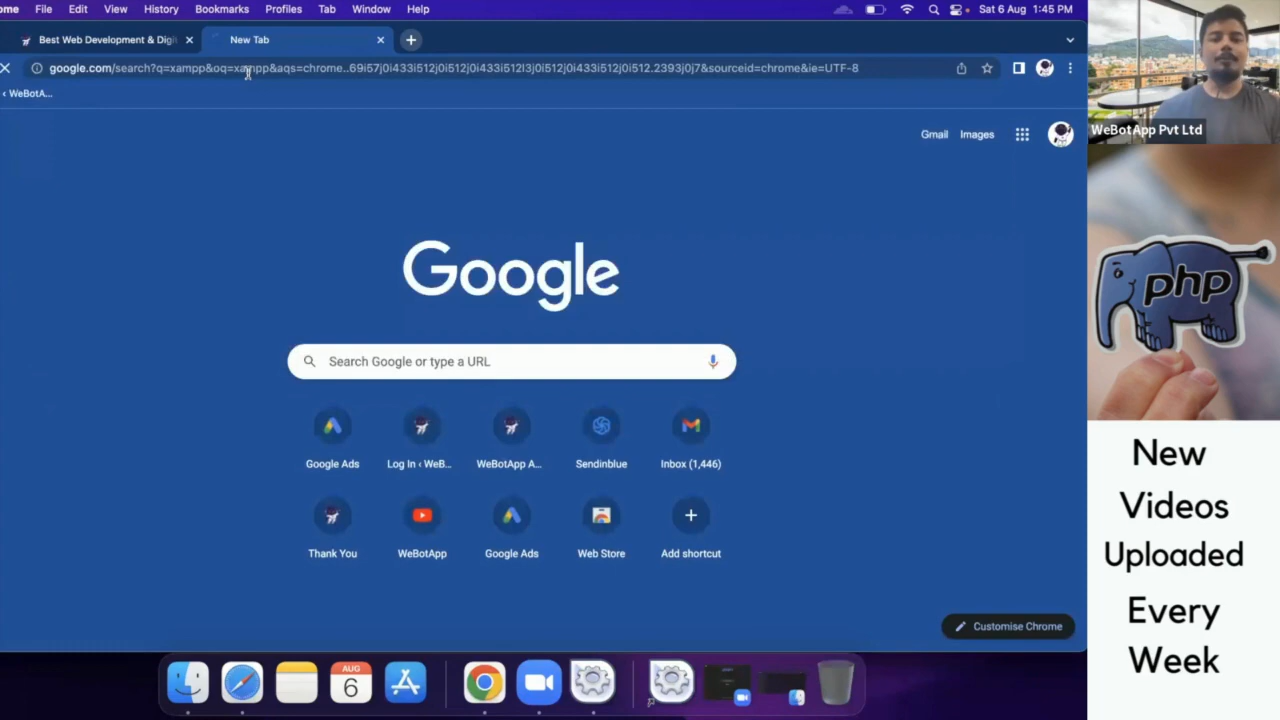 ome File Edit View History Bookmarks Profiles Tab Window Help Sat 6 Aug 1:45 PM
Best Web Development & Digi New Tab
google.com/search?q=xampp&oq=xampp&aqs=chrome..69i57j0i433i512j0i512j0i433i512l3j0i512j0i433i512j0i512.2393j0j7&sourceid=chrome&ie=UTF-8
‹ WeBotA...
Gmail Images
Google
Search Google or type a URL
Google Ads Log In ‹ WeB... WeBotApp A... Sendinblue Inbox (1,446)
Thank You WeBotApp Google Ads Web Store Add shortcut
Customise Chrome
AUG
6
WeBotApp Pvt Ltd
php
New
Videos
Uploaded
Every
Week